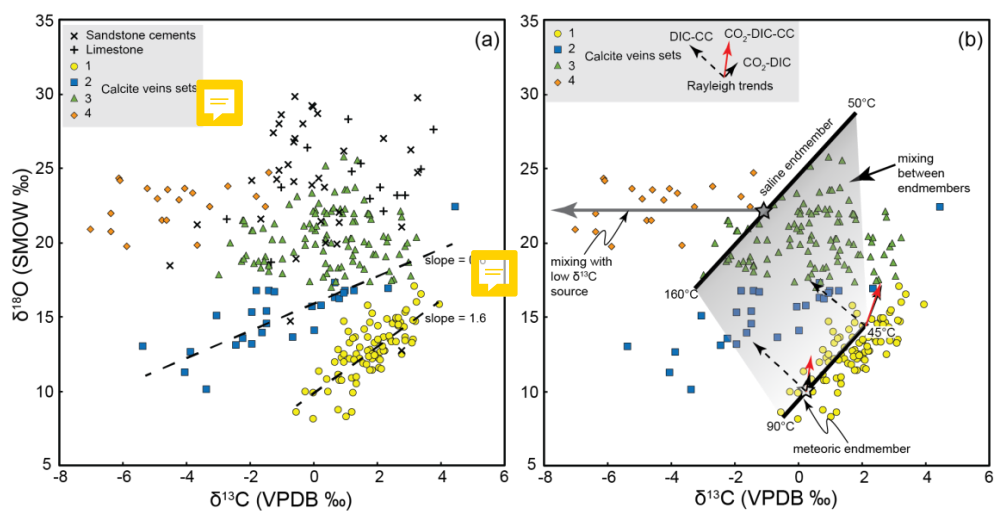 Sandstone cements
Limestone
1
2
3
4
Calcite veins sets
(a)
slope =
slope = 1.6
35
30
25
20
15
10
5
δ¹⁸O (SMOW ‰)
-8
-6
-4
-2
0
2
4
6
δ¹³C (VPDB ‰)
1
2
3
4
Calcite veins sets
DIC-CC
CO₂-DIC-CC
CO₂-DIC
Rayleigh trends
(b)
50°C
saline endmember
mixing
between
endmembers
mixing with
low δ¹³C
source
160°C
45°C
90°C
meteoric endmember
35
30
25
20
15
10
5
-8
-6
-4
-2
0
2
4
6
δ¹³C (VPDB ‰)